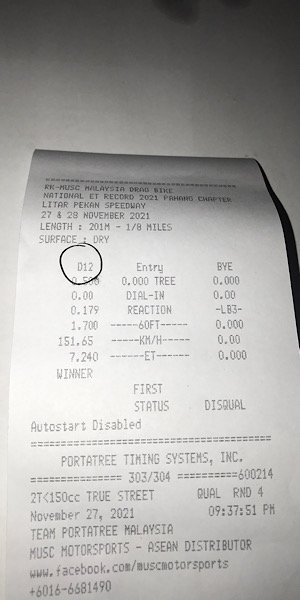 RK-MUSC MALAYSIA DRAG BIKE
NATIONAL ET RECORD 2021 PAHANG CHAPTER
LITAR PEKAN SPEEDWAY
27 & 28 NOVEMBER 2021
LENGTH : 201M - 1/8 MILES
SURFACE : DRY
D12 Entry BYE
0.500 0.000 TREE 0.000
0.00 DIAL-IN 0.00
0.179 REACTION -LB3-
1.700 -----60FT----- 0.000
151.65 -----KM/H----- 0.00
7.240 ------ET------ 0.000
WINNER
FIRST
STATUS DISQUAL
Autostart Disabled
========================================
PORTATREE TIMING SYSTEMS, INC.
=============== 303/304 ==========600214
2T<150cc TRUE STREET QUAL RND 4
November 27, 2021 09:37:51 PM
TEAM PORTATREE MALAYSIA
MUSC MOTORSPORTS - ASEAN DISTRIBUTOR
www.facebook.com/muscmotorsports
+6016-6681490